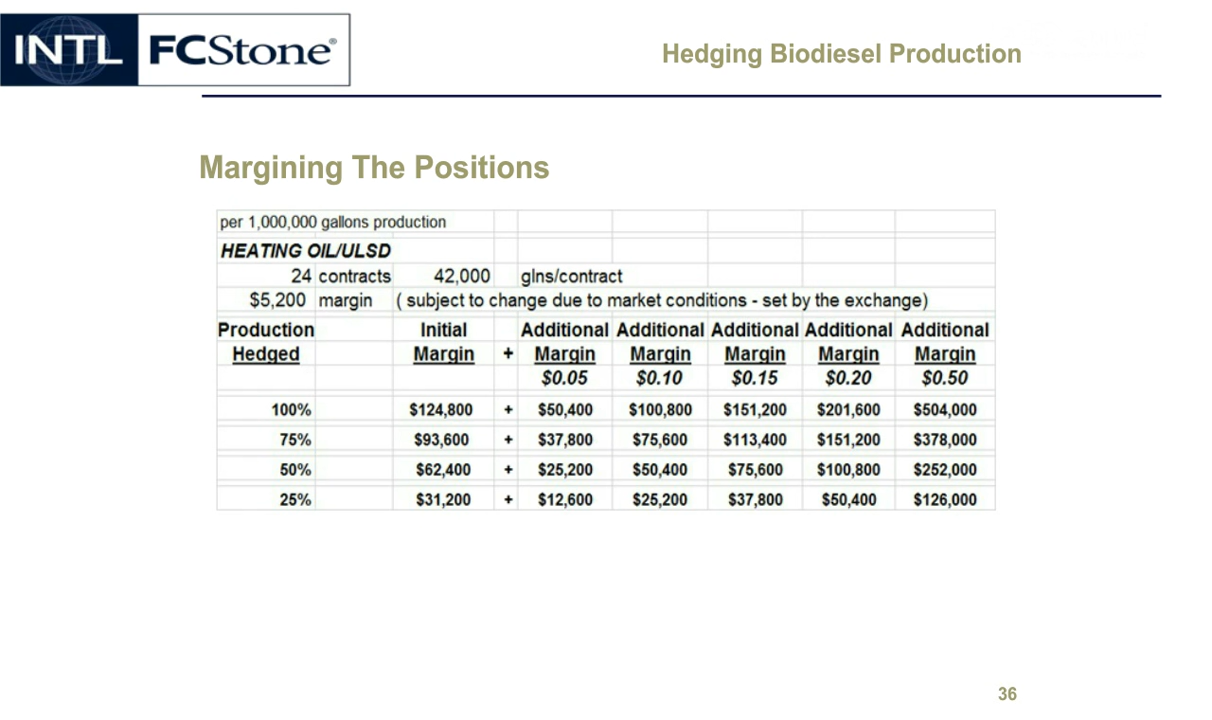 INTL FCStone®
Hedging Biodiesel Production
Margining The Positions
per 1,000,000 gallons production
HEATING OIL/ULSD
24 contracts 42,000 glns/contract
$5,200 margin ( subject to change due to market conditions - set by the exchange)
Production Initial Additional Additional Additional Additional Additional
Hedged Margin + Margin Margin Margin Margin Margin
$0.05 $0.10 $0.15 $0.20 $0.50
100% $124,800 + $50,400 $100,800 $151,200 $201,600 $504,000
75% $93,600 + $37,800 $75,600 $113,400 $151,200 $378,000
50% $62,400 + $25,200 $50,400 $75,600 $100,800 $252,000
25% $31,200 + $12,600 $25,200 $37,800 $50,400 $126,000
36